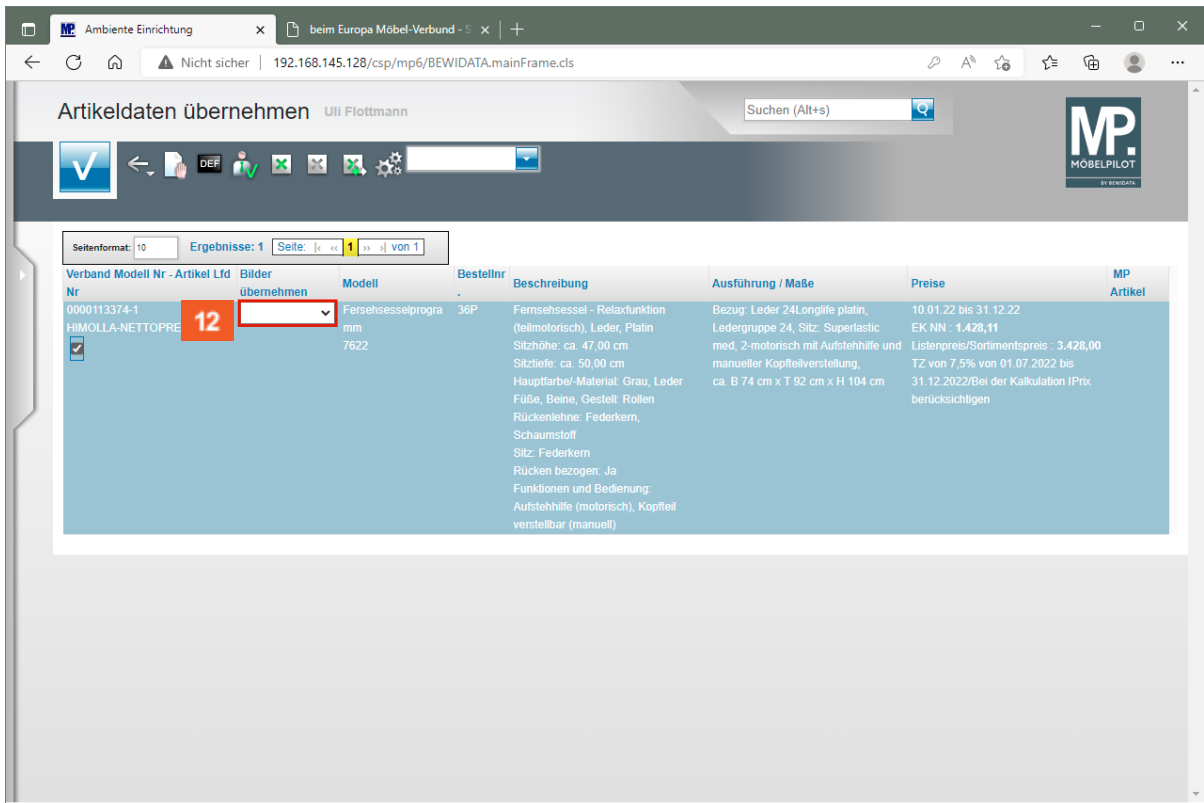 MP. Ambiente Einrichtung
beim Europa Möbel-Verbund - S
Nicht sicher | 192.168.145.128/csp/mp6/BEWIDATA.mainFrame.cls
Artikeldaten übernehmen Uli Flottmann
Suchen (Alt+s)
MP.
MÖBELPILOT
BY BEWIDATA
DEF
Seitenformat: 10 Ergebnisse: 1 Seite: |‹ ‹‹ 1 ›› ›| von 1
Verband Modell Nr - Artikel Lfd
Nr
Bilder
übernehmen
Modell
Bestellnr
.
Beschreibung
Ausführung / Maße
Preise
MP
Artikel
0000113374-1
HIMOLLA-NETTOPRE
12
Fersehsesselprogra
mm
7622
36P
Fernsehsessel - Relaxfunktion
(teilmotorisch), Leder, Platin
Sitzhöhe: ca. 47,00 cm
Sitztiefe: ca. 50,00 cm
Hauptfarbe/-Material: Grau, Leder
Füße, Beine, Gestell: Rollen
Rückenlehne: Federkern,
Schaumstoff
Sitz: Federkern
Rücken bezogen: Ja
Funktionen und Bedienung:
Aufstehhilfe (motorisch), Kopfteil
verstellbar (manuell)
Bezug: Leder 24Longlife platin,
Ledergruppe 24, Sitz: Superlastic
med, 2-motorisch mit Aufstehhilfe und
manueller Kopfteilverstellung,
ca. B 74 cm x T 92 cm x H 104 cm
10.01.22 bis 31.12.22
EK NN : 1.428,11
Listenpreis/Sortimentspreis : 3.428,00
TZ von 7,5% von 01.07.2022 bis
31.12.2022/Bei der Kalkulation IPrix
berücksichtigen